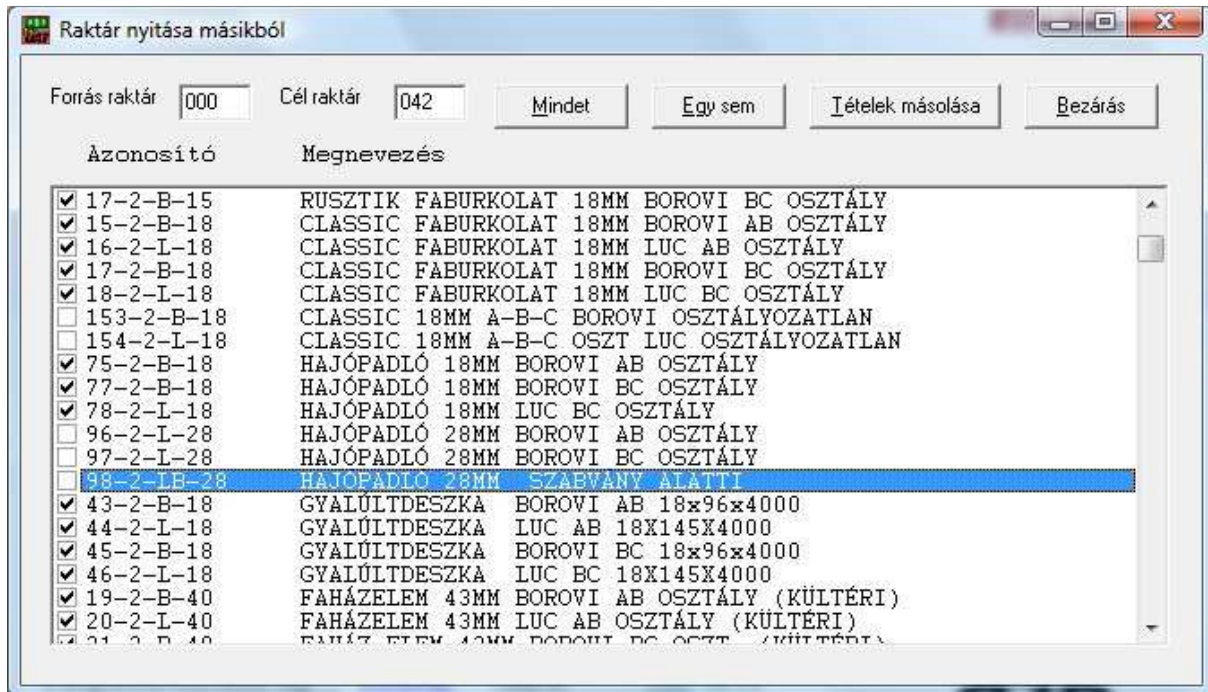 Raktár nyitása másikból
Forrás raktár 000 Cél raktár 042 Mindet Egy sem Tételek másolása Bezárás
Azonosító Megnevezés
17-2-B-15 RUSZTIK FABURKOLAT 18MM BOROVI BC OSZTÁLY
15-2-B-18 CLASSIC FABURKOLAT 18MM BOROVI AB OSZTÁLY
16-2-L-18 CLASSIC FABURKOLAT 18MM LUC AB OSZTÁLY
17-2-B-18 CLASSIC FABURKOLAT 18MM BOROVI BC OSZTÁLY
18-2-L-18 CLASSIC FABURKOLAT 18MM LUC BC OSZTÁLY
153-2-B-18 CLASSIC 18MM A-B-C BOROVI OSZTÁLYOZATLAN
154-2-L-18 CLASSIC 18MM A-B-C OSZT LUC OSZTÁLYOZATLAN
75-2-B-18 HAJÓPADLÓ 18MM BOROVI AB OSZTÁLY
77-2-B-18 HAJÓPADLÓ 18MM BOROVI BC OSZTÁLY
78-2-L-18 HAJÓPADLÓ 18MM LUC BC OSZTÁLY
96-2-L-28 HAJÓPADLÓ 28MM BOROVI AB OSZTÁLY
97-2-L-28 HAJÓPADLÓ 28MM BOROVI BC OSZTÁLY
98-2-LB-28 HAJÓPADLÓ 28MM SZABVÁNY ALATTI
43-2-B-18 GYALÚLTDESZKA BOROVI AB 18x96x4000
44-2-L-18 GYALÚLTDESZKA LUC AB 18X145X4000
45-2-B-18 GYALÚLTDESZKA BOROVI BC 18x96x4000
46-2-L-18 GYALÚLTDESZKA LUC BC 18X145X4000
19-2-B-40 FAHÁZELEM 43MM BOROVI AB OSZTÁLY (KÜLTÉRI)
20-2-L-40 FAHÁZELEM 43MM LUC AB OSZTÁLY (KÜLTÉRI)